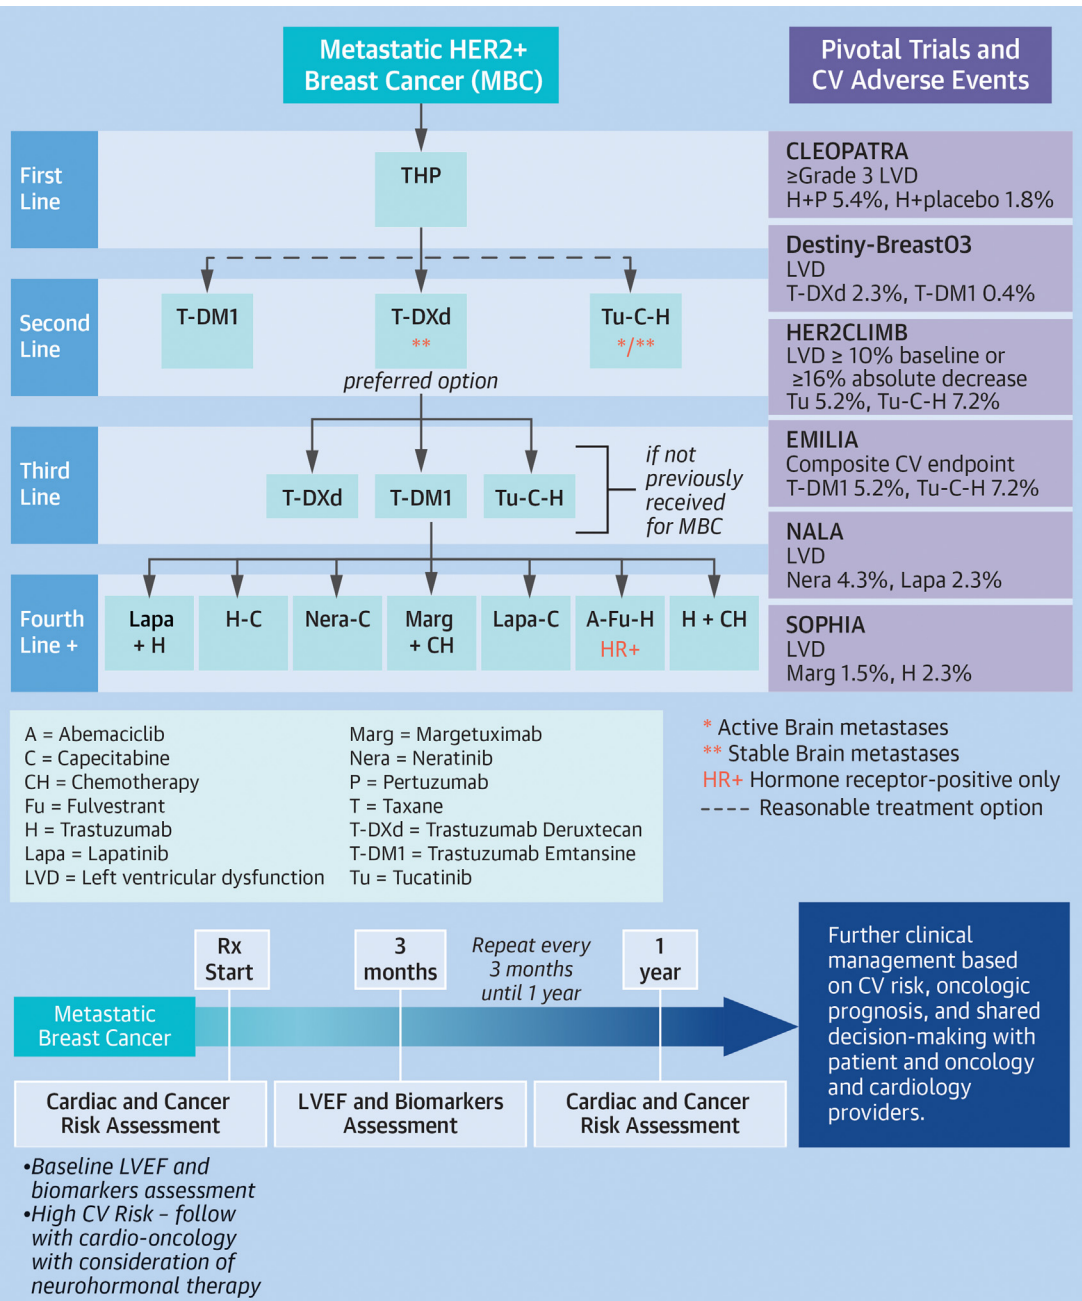 Metastatic HER2+
Breast Cancer (MBC)
Pivotal Trials and
CV Adverse Events
First
Line
THP
CLEOPATRA
≥Grade 3 LVD
H+P 5.4%, H+placebo 1.8%
Destiny-Breast03
LVD
T-DXd 2.3%, T-DM1 0.4%
Second
Line
T-DM1
T-DXd
**
preferred option
Tu-C-H
*/**
HER2CLIMB
LVD ≥ 10% baseline or
≥16% absolute decrease
Tu 5.2%, Tu-C-H 7.2%
Third
Line
T-DXd
T-DM1
Tu-C-H
if not
previously
received
for MBC
EMILIA
Composite CV endpoint
T-DM1 5.2%, Tu-C-H 7.2%
NALA
LVD
Nera 4.3%, Lapa 2.3%
Fourth
Line +
Lapa
+ H
H-C
Nera-C
Marg
+ CH
Lapa-C
A-Fu-H
HR+
H + CH
SOPHIA
LVD
Marg 1.5%, H 2.3%
A = Abemaciclib
C = Capecitabine
CH = Chemotherapy
Fu = Fulvestrant
H = Trastuzumab
Lapa = Lapatinib
LVD = Left ventricular dysfunction
Marg = Margetuximab
Nera = Neratinib
P = Pertuzumab
T = Taxane
T-DXd = Trastuzumab Deruxtecan
T-DM1 = Trastuzumab Emtansine
Tu = Tucatinib
* Active Brain metastases
** Stable Brain metastases
HR+ Hormone receptor-positive only
---- Reasonable treatment option
Rx
Start
3
months
Repeat every
3 months
until 1 year
1
year
Metastatic
Breast Cancer
Cardiac and Cancer
Risk Assessment
LVEF and Biomarkers
Assessment
Cardiac and Cancer
Risk Assessment
Further clinical
management based
on CV risk, oncologic
prognosis, and shared
decision-making with
patient and oncology
and cardiology
providers.
•Baseline LVEF and
biomarkers assessment
•High CV Risk – follow
with cardio-oncology
with consideration of
neurohormonal therapy